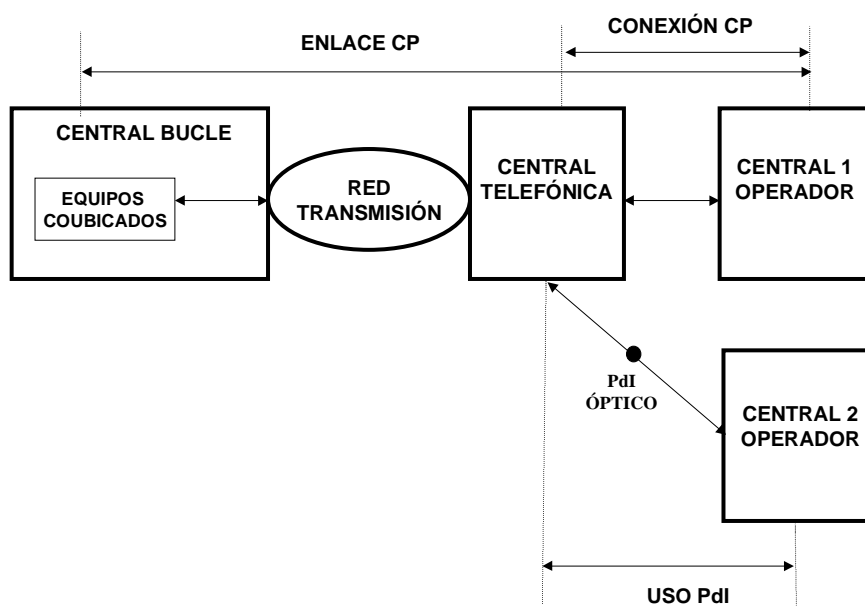 CONEXIÓN CP
ENLACE CP
CENTRAL BUCLE
EQUIPOS
COUBICADOS
RED
TRANSMISIÓN
CENTRAL
TELEFÓNICA
CENTRAL 1
OPERADOR
PdI
ÓPTICO
CENTRAL 2
OPERADOR
USO PdI